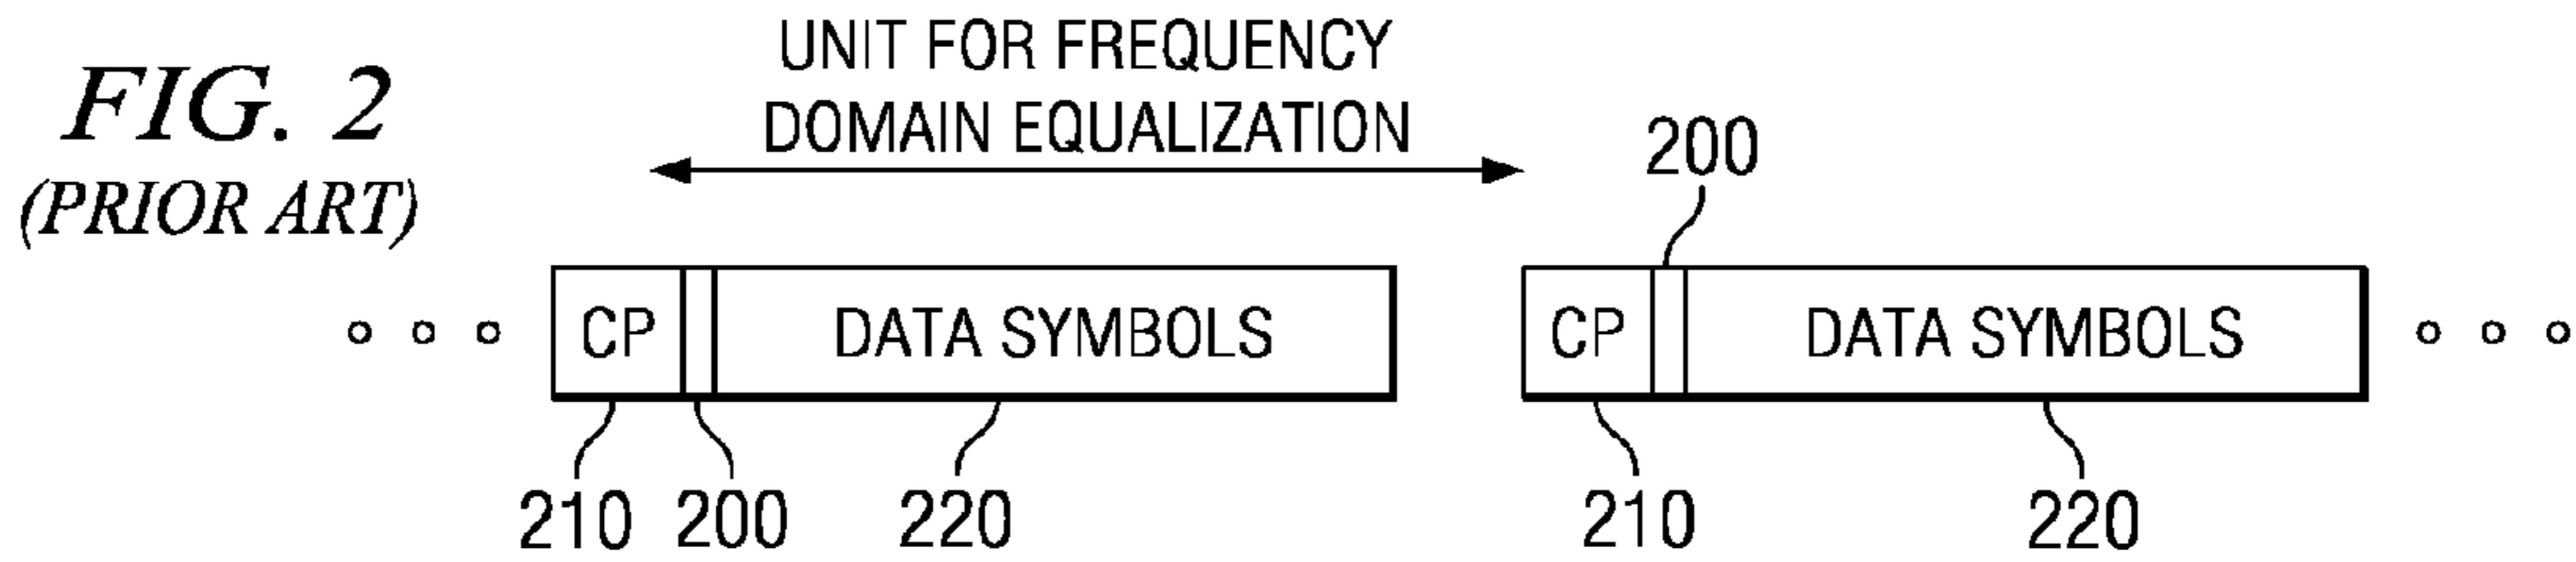 FIG. 2
(PRIOR ART)
UNIT FOR FREQUENCY
DOMAIN EQUALIZATION
200
CP DATA SYMBOLS CP DATA SYMBOLS
210 200 220 210 220